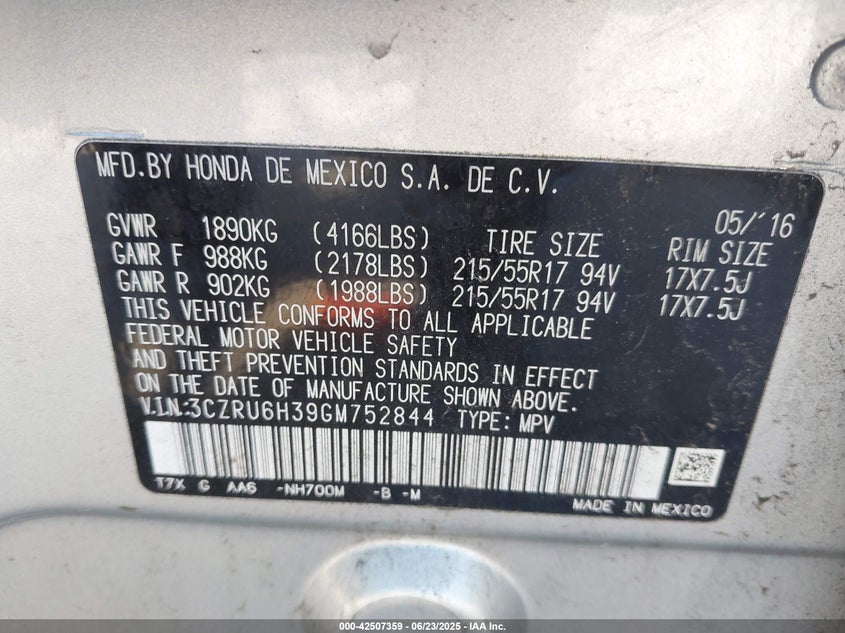 MFD.BY HONDA DE MEXICO S.A. DE C.V.
05/'16
GVWR 1890KG (4166LBS) TIRE SIZE RIM SIZE
GAWR F 988KG (2178LBS) 215/55R17 94V 17X7.5J
GAWR R 902KG (1988LBS) 215/55R17 94V 17X7.5J
THIS VEHICLE CONFORMS TO ALL APPLICABLE
FEDERAL MOTOR VEHICLE SAFETY
AND THEFT PREVENTION STANDARDS IN EFFECT
ON THE DATE OF MANUFACTURE SHOWN ABOVE.
V.I.N.:3CZRU6H39GM752844 TYPE: MPV
T7X G AA6 -NH700M -B -M
MADE IN MEXICO
000-42507359 | 06/23/2025 - IAA Inc.